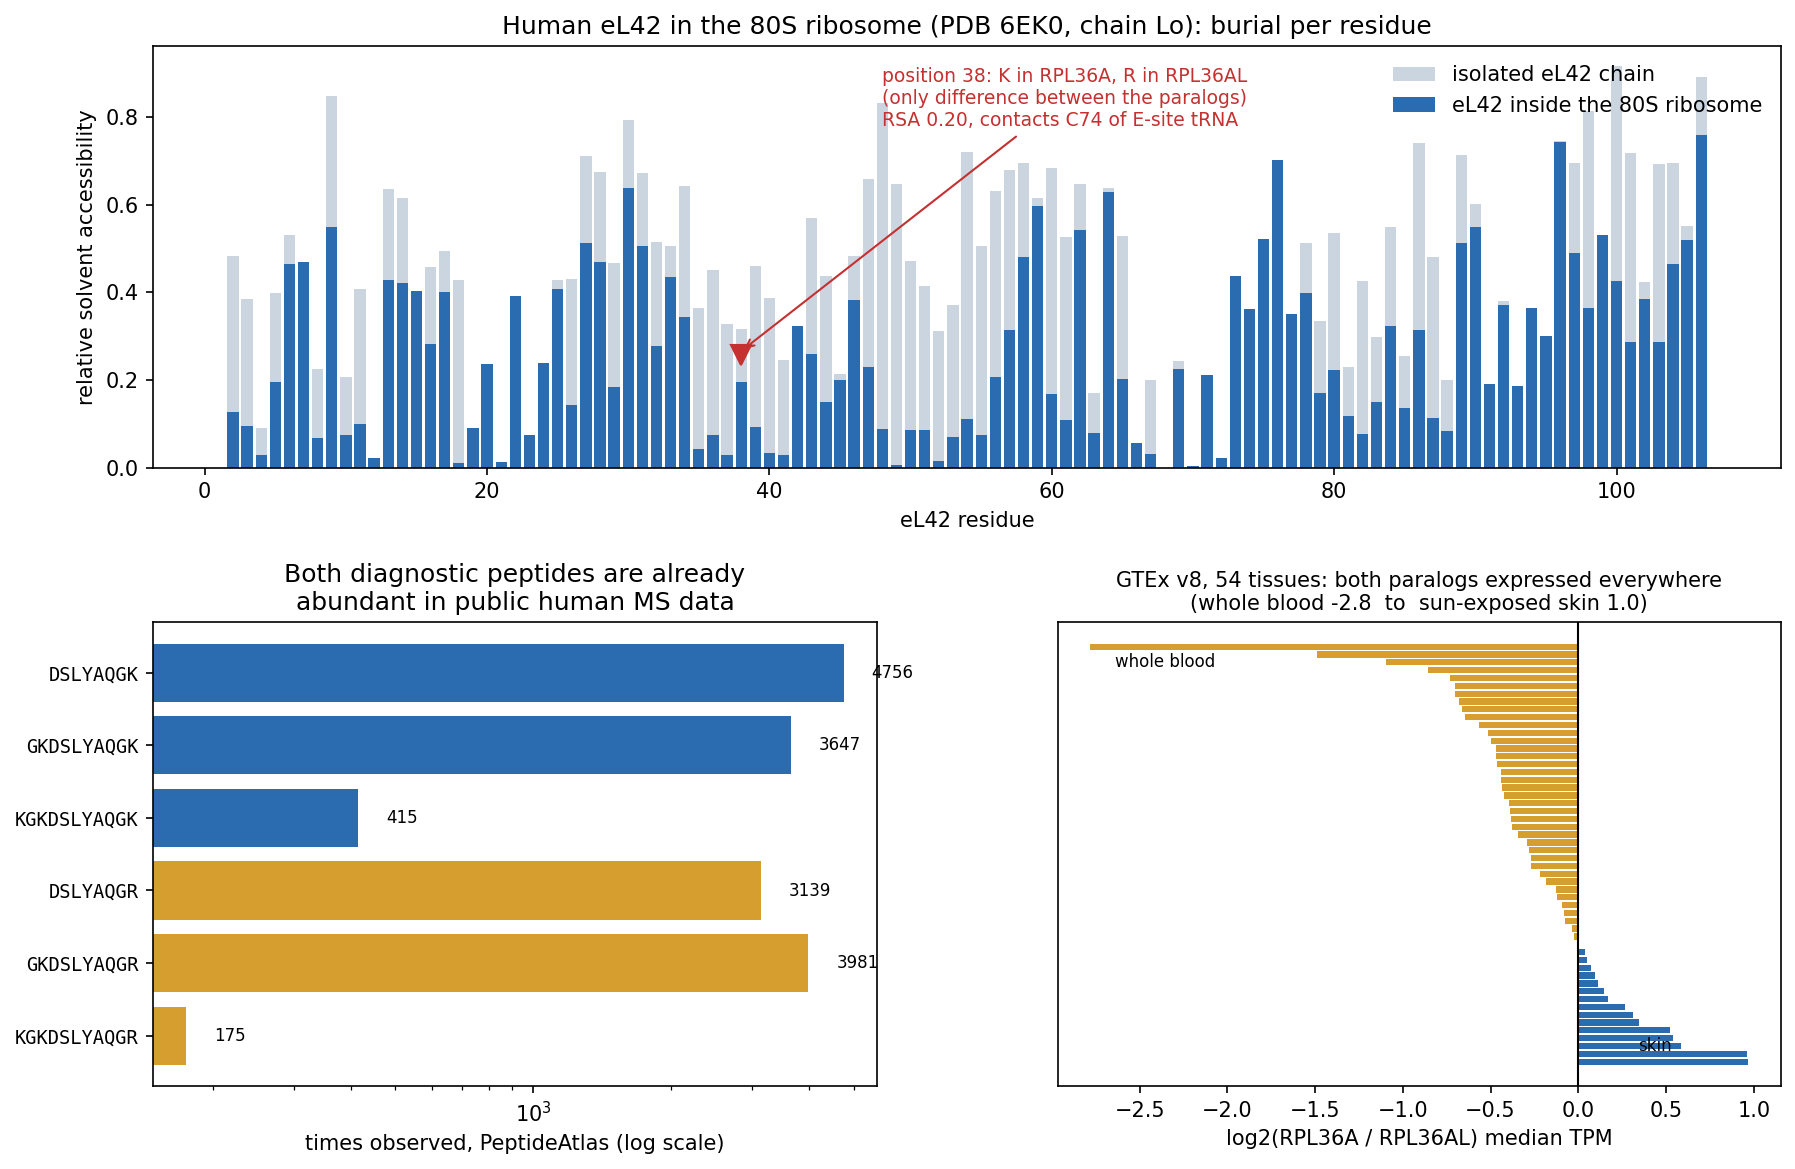 Human eL42 in the 80S ribosome (PDB 6EK0, chain Lo): burial per residue
position 38: K in RPL36A, R in RPL36AL
(only difference between the paralogs)
RSA 0.20, contacts C74 of E-site tRNA
isolated eL42 chain
eL42 inside the 80S ribosome
relative solvent accessibility
0.8
0.6
0.4
0.2
0.0
0 20 40 60 80 100
eL42 residue
Both diagnostic peptides are already
abundant in public human MS data
DSLYAQGK 4756
GKDSLYAQGK 3647
KGKDSLYAQGK 415
DSLYAQGR 3139
GKDSLYAQGR 3981
KGKDSLYAQGR 175
10³
times observed, PeptideAtlas (log scale)
GTEx v8, 54 tissues: both paralogs expressed everywhere
(whole blood -2.8 to sun-exposed skin 1.0)
whole blood
skin
−2.5 −2.0 −1.5 −1.0 −0.5 0.0 0.5 1.0
log2(RPL36A / RPL36AL) median TPM